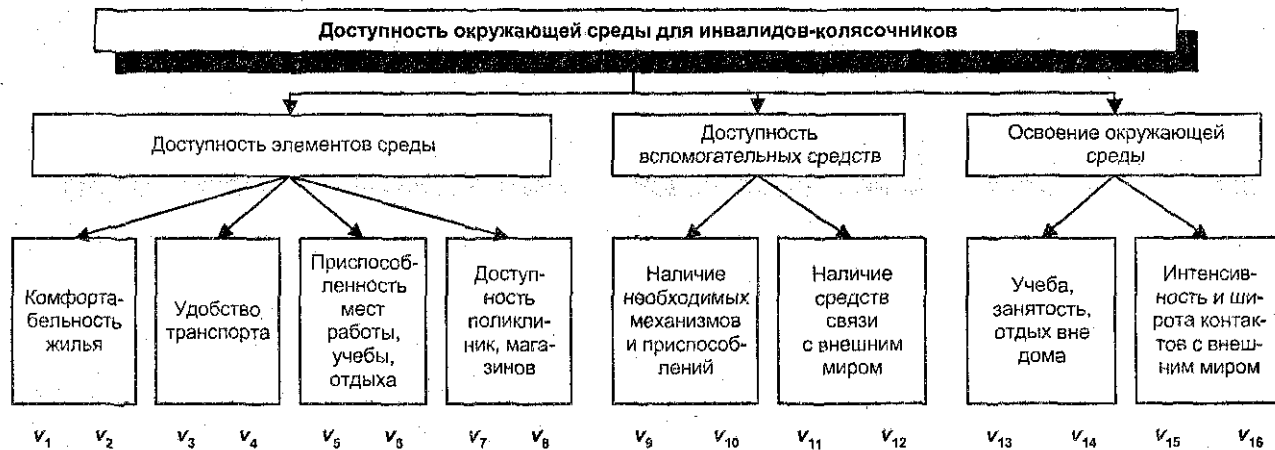 Доступность окружающей среды для инвалидов-колясочников
Доступность элементов среды
Доступность
вспомогательных средств
Освоение окружающей
среды
Комфорта-
бельность
жилья
Удобство
транспорта
Приспособ-
ленность
мест
работы,
учебы,
отдыха
Доступ-
ность
поликли-
ник, мага-
зинов
Наличие
необходимых
механизмов
и приспособ-
лений
Наличие
средств
связи
с внешним
миром
Учеба,
занятость,
отдых вне
дома
Интенсив-
ность и ши-
рота контак-
тов с внеш-
ним миром
V1 V2 V3 V4 V5 V6 V7 V8 V9 V10 V11 V12 V13 V14 V15 V16